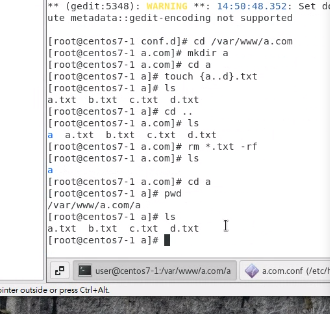 ** (gedit:5348): WARNING **: 14:50:48.352: Set do
ute metadata::gedit-encoding not supported
[root@centos7-1 conf.d]# cd /var/www/a.com
[root@centos7-1 a.com]# mkdir a
[root@centos7-1 a.com]# cd a
[root@centos7-1 a]# touch {a..d}.txt
[root@centos7-1 a]# ls
a.txt  b.txt  c.txt  d.txt
[root@centos7-1 a]# cd ..
[root@centos7-1 a.com]# ls
a  a.txt  b.txt  c.txt  d.txt
[root@centos7-1 a.com]# rm *.txt -rf
[root@centos7-1 a.com]# ls
a
[root@centos7-1 a.com]# cd a
[root@centos7-1 a]# pwd
/var/www/a.com/a
[root@centos7-1 a]# ls
a.txt  b.txt  c.txt  d.txt
[root@centos7-1 a]#
user@centos7-1:/var/www/a.com/a
a.com.conf (/etc/h
ointer outside or press Ctrl+Alt.